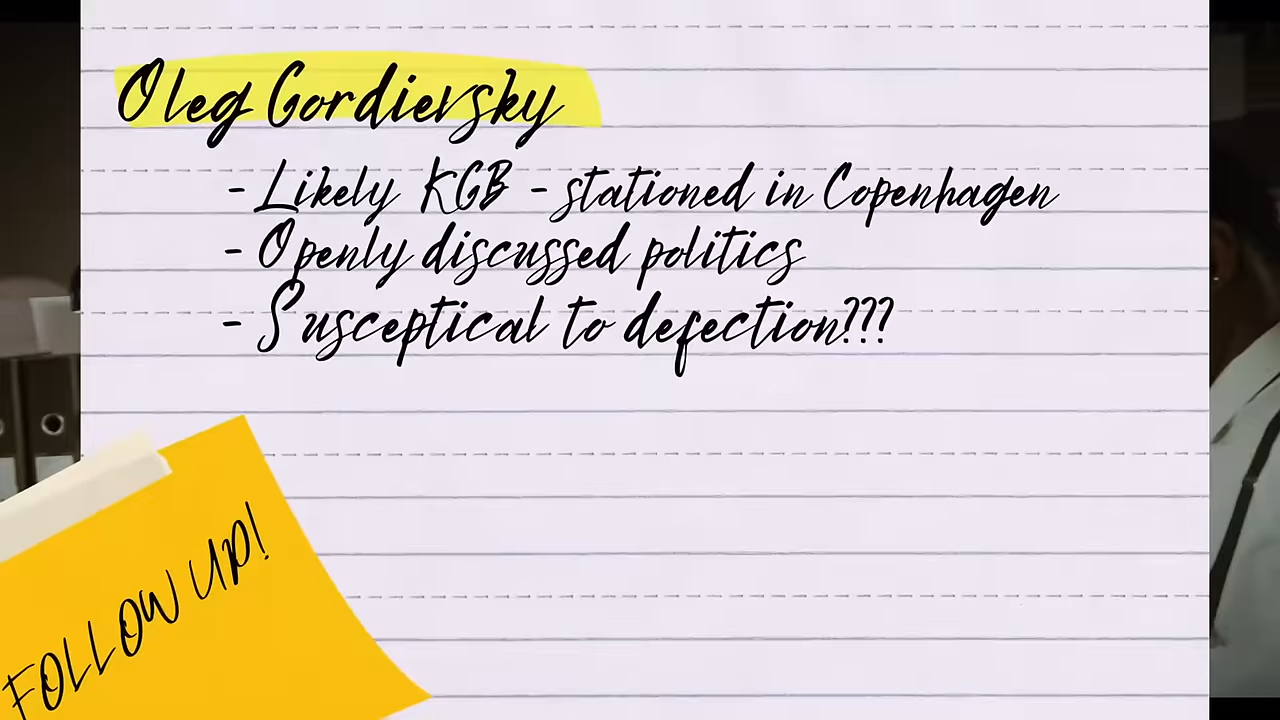 Oleg Gordievsky
- Likely KGB - stationed in Copenhagen
- Openly discussed politics
- Susceptical to defection???
FOLLOW UP!